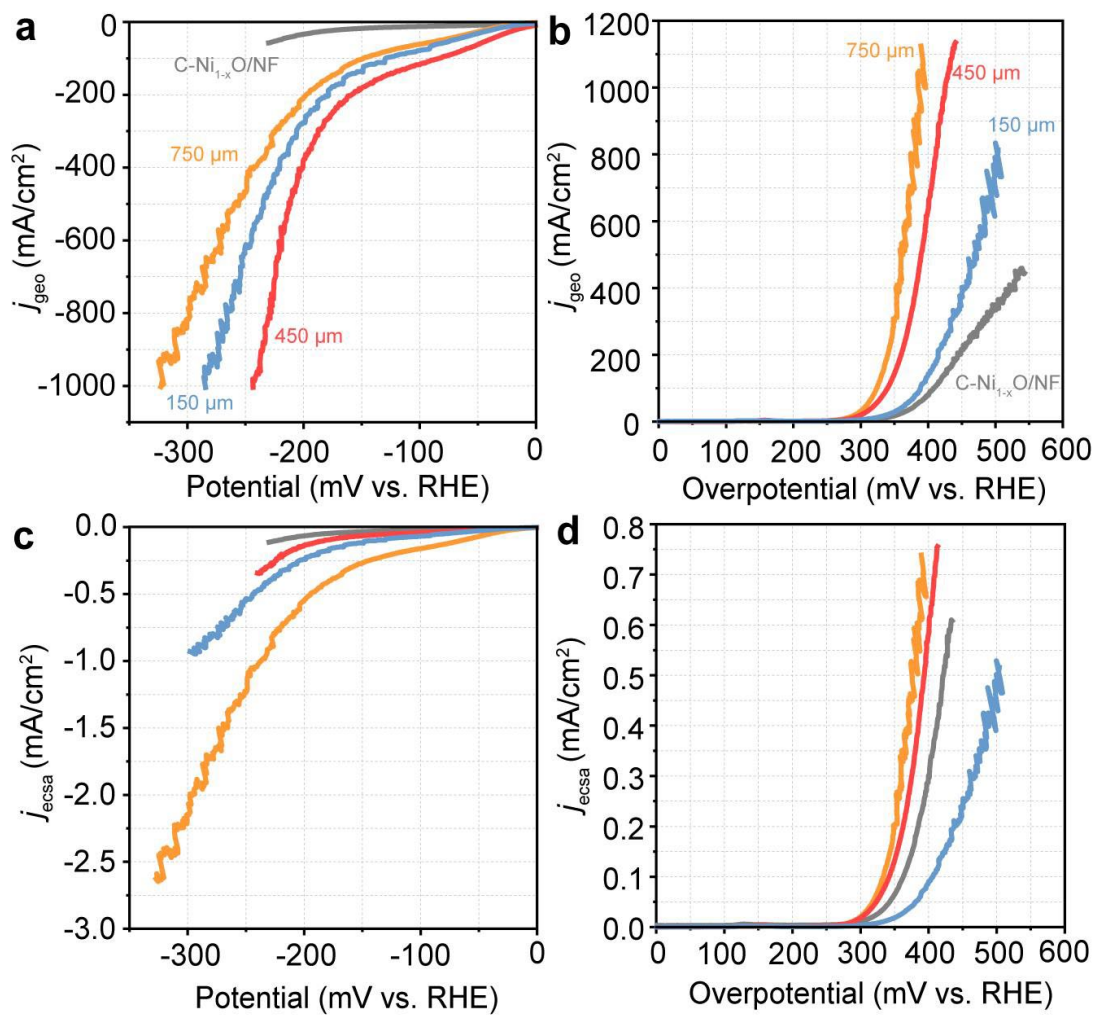 a
0
-200
-400
-600
-800
-1000
j_geo (mA/cm²)
C-Ni₁₋ₓO/NF
750 µm
450 µm
150 µm
-300
-200
-100
0
Potential (mV vs. RHE)
b
1200
1000
800
600
400
200
0
j_geo (mA/cm²)
750 µm
450 µm
150 µm
C-Ni₁₋ₓO/NF
0
100
200
300
400
500
600
Overpotential (mV vs. RHE)
c
0.0
-0.5
-1.0
-1.5
-2.0
-2.5
-3.0
j_ecsa (mA/cm²)
-300
-200
-100
0
Potential (mV vs. RHE)
d
0.8
0.7
0.6
0.5
0.4
0.3
0.2
0.1
0.0
j_ecsa (mA/cm²)
0
100
200
300
400
500
600
Overpotential (mV vs. RHE)